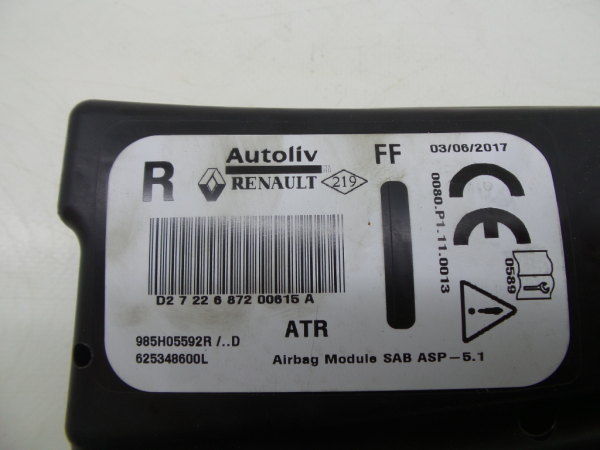 R
Autoliv
RENAULT
219
FF
03/06/2017
CE
0080.P1.11.0013
0589
D2 7 22 6 872 00615 A
985H05592R /..D
625348600L
ATR
Airbag Module SAB ASP-5.1